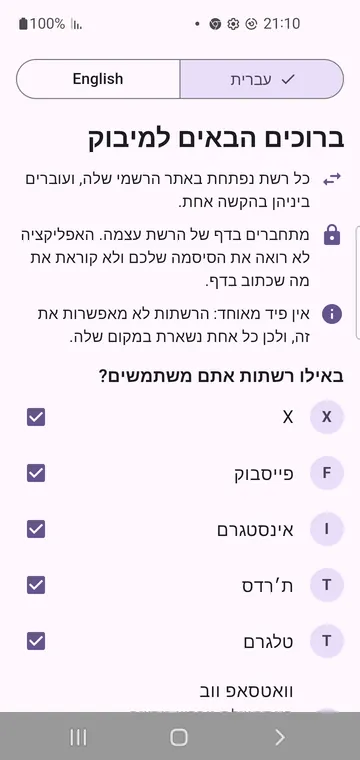 100% 21:10
English
עברית
ברוכים הבאים למיבוק
כל רשת נפתחת באתר הרשמי שלה, ועוברים
ביניהן בהקשה אחת.
מתחברים בדף של הרשת עצמה. האפליקציה
לא רואה את הסיסמה שלכם ולא קוראת את
מה שכתוב בדף.
אין פיד מאוחד: הרשתות לא מאפשרות את
זה, ולכן כל אחת נשארת במקום שלה.
באילו רשתות אתם משתמשים?
X X
F פייסבוק
I אינסטגרם
T ת׳רדס
T טלגרם
וואטסאפ ווב